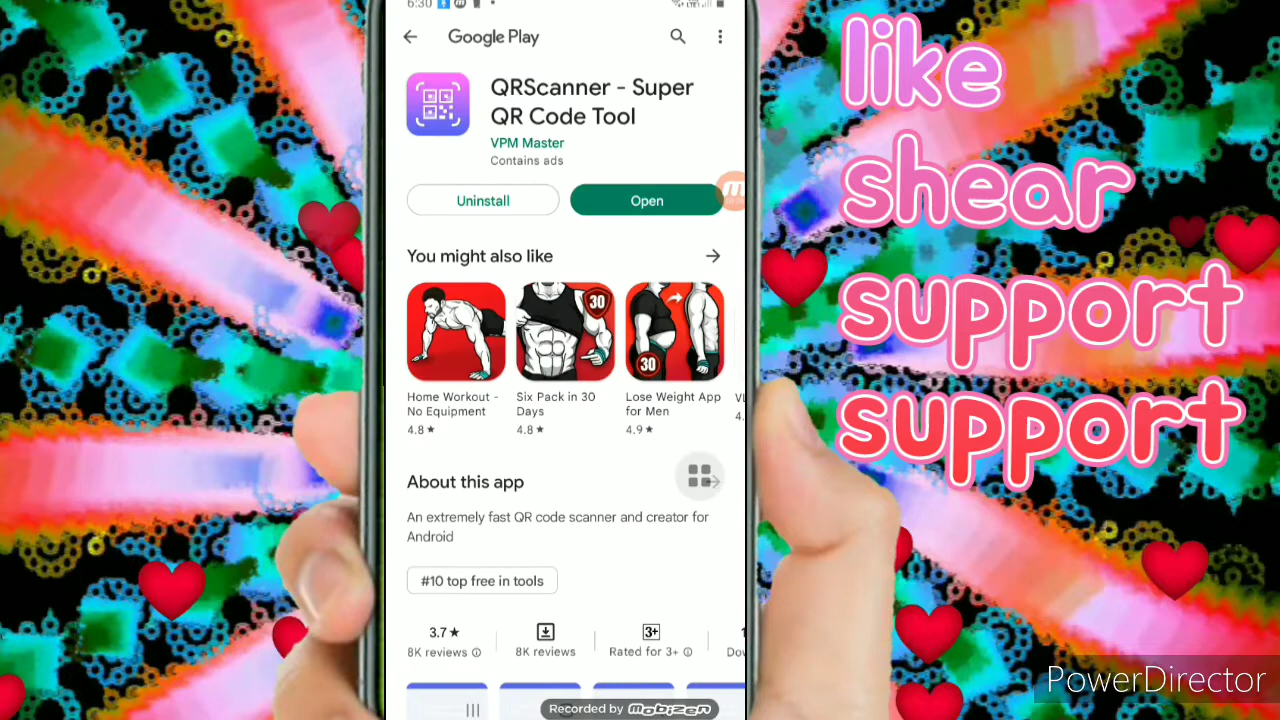 6:30
Google Play
QRScanner - Super
QR Code Tool
VPM Master
Contains ads
Uninstall
Open
You might also like
30
30
Home Workout -
No Equipment
4.8★
Six Pack in 30
Days
4.8★
Lose Weight App
for Men
4.9★
4.
About this app
An extremely fast QR code scanner and creator for
Android
#10 top free in tools
3.7★
8K reviews
8K reviews
3+
Rated for 3+
Recorded by mobizen
like
shear
support
support
PowerDirector